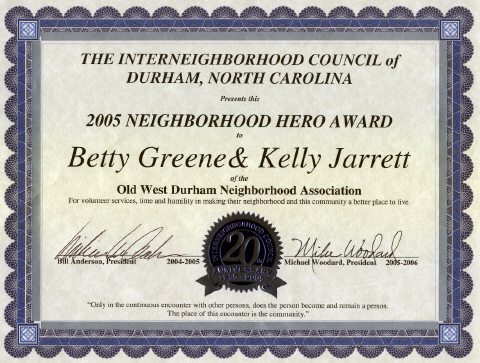 THE INTERNEIGHBORHOOD COUNCIL of
DURHAM, NORTH CAROLINA
Presents this
2005 NEIGHBORHOOD HERO AWARD
to
Betty Greene & Kelly Jarrett
of the
Old West Durham Neighborhood Association
For volunteer services, time and humility in making their neighborhood and this community a better place to live
INTERNEIGHBORHOOD COUNCIL
20
ANNIVERSARY
Mike Woodard
Bill Anderson, President 2004-2005
Michael Woodard, President 2005-2006
"Only in the continuous encounter with other persons, does the person become and remain a person.
The place of this encounter is the community."